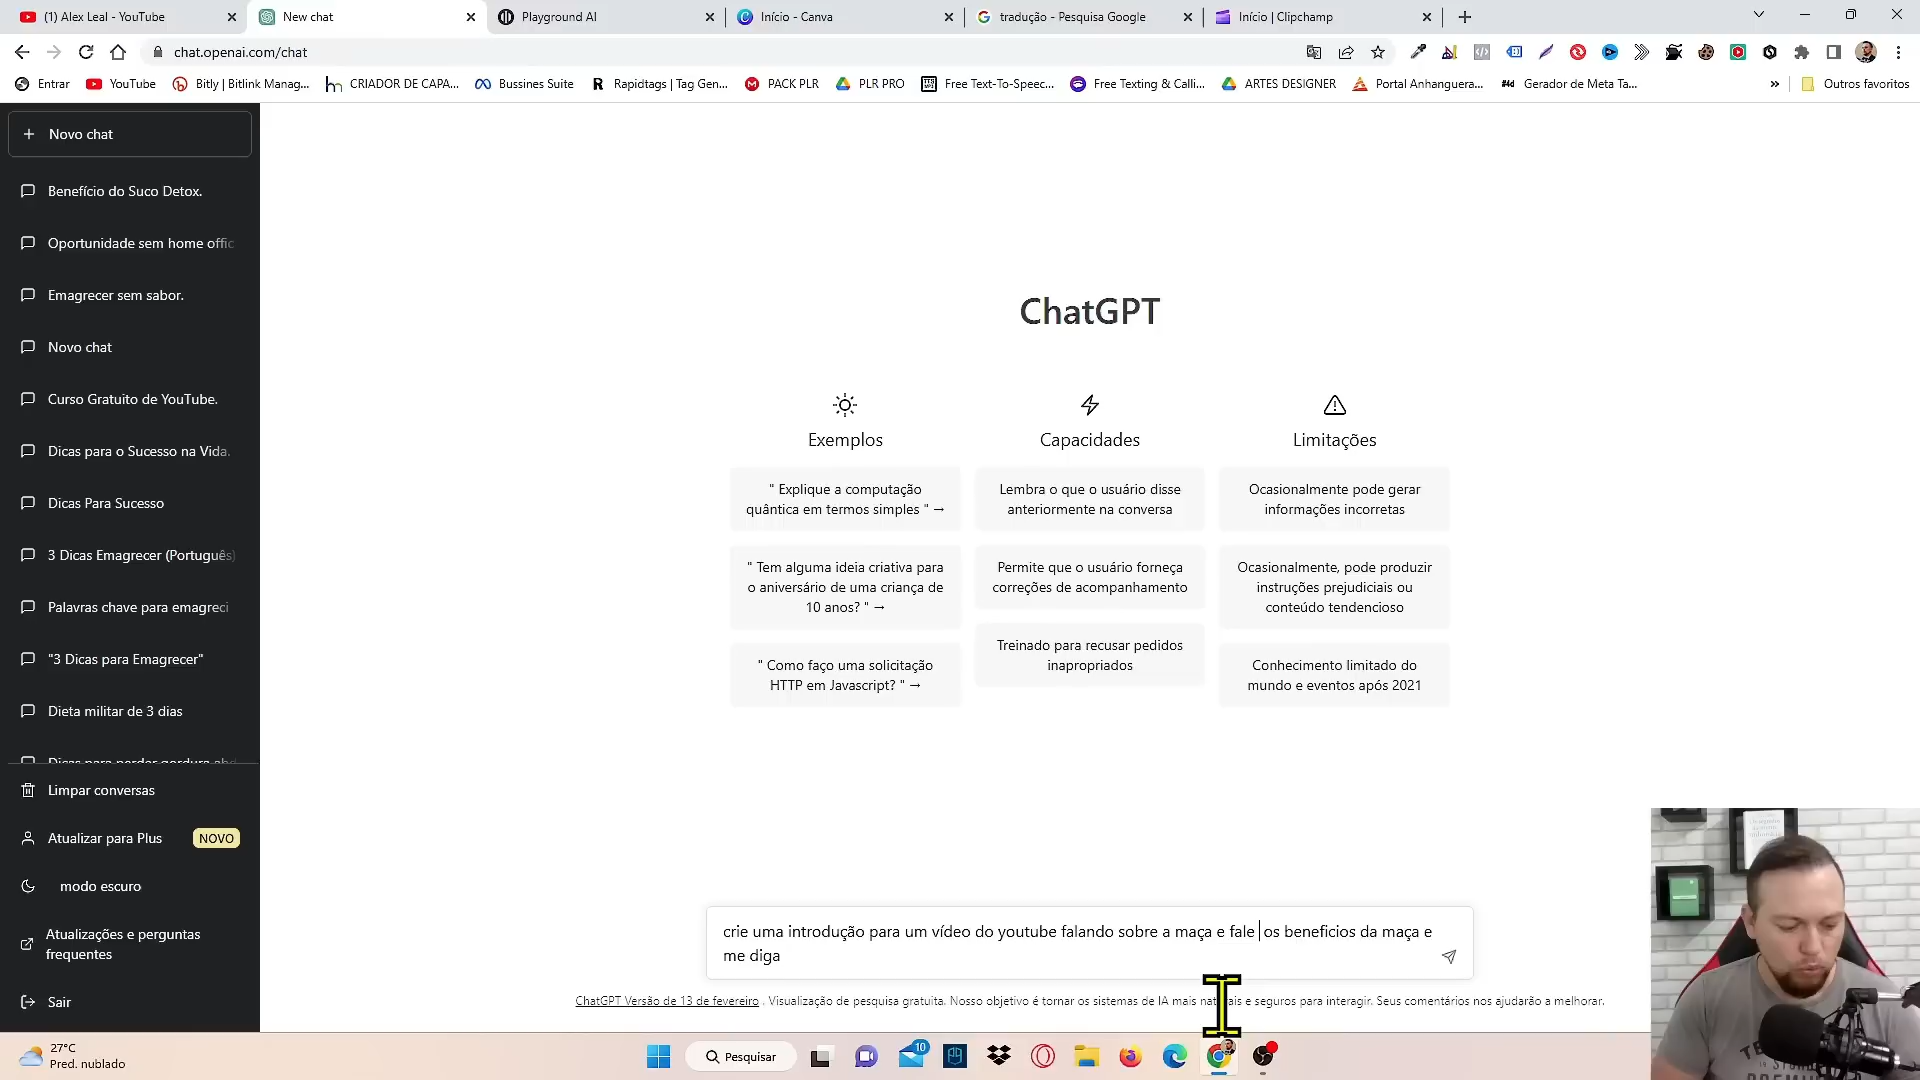 (1) Alex Leal - YouTube
New chat
Playground AI
Início - Canva
tradução - Pesquisa Google
Início | Clipchamp
chat.openai.com/chat
Entrar
YouTube
Bitly | Bitlink Manag...
CRIADOR DE CAPA...
Bussines Suite
Rapidtags | Tag Gen...
PACK PLR
PLR PRO
Free Text-To-Speec...
Free Texting & Calli...
ARTES DESIGNER
Portal Anhanguera...
Gerador de Meta Ta...
»
Outros favoritos
+ Novo chat
Benefício do Suco Detox.
Oportunidade sem home offic
Emagrecer sem sabor.
Novo chat
Curso Gratuito de YouTube.
Dicas para o Sucesso na Vida.
Dicas Para Sucesso
3 Dicas Emagrecer (Português)
Palavras chave para emagreci
"3 Dicas para Emagrecer"
Dieta militar de 3 dias
Dicas para perder gordura abd
Limpar conversas
Atualizar para Plus NOVO
modo escuro
Atualizações e perguntas
frequentes
Sair
ChatGPT
Exemplos
" Explique a computação
quântica em termos simples " →
" Tem alguma ideia criativa para
o aniversário de uma criança de
10 anos? " →
" Como faço uma solicitação
HTTP em Javascript? " →
Capacidades
Lembra o que o usuário disse
anteriormente na conversa
Permite que o usuário forneça
correções de acompanhamento
Treinado para recusar pedidos
inapropriados
Limitações
Ocasionalmente pode gerar
informações incorretas
Ocasionalmente, pode produzir
instruções prejudiciais ou
conteúdo tendencioso
Conhecimento limitado do
mundo e eventos após 2021
crie uma introdução para um vídeo do youtube falando sobre a maça e fale os beneficios da maça e
me diga
ChatGPT Versão de 13 de fevereiro . Visualização de pesquisa gratuita. Nosso objetivo é tornar os sistemas de IA mais naturais e seguros para interagir. Seus comentários nos ajudarão a melhorar.
27°C
Pred. nublado
Pesquisar
10